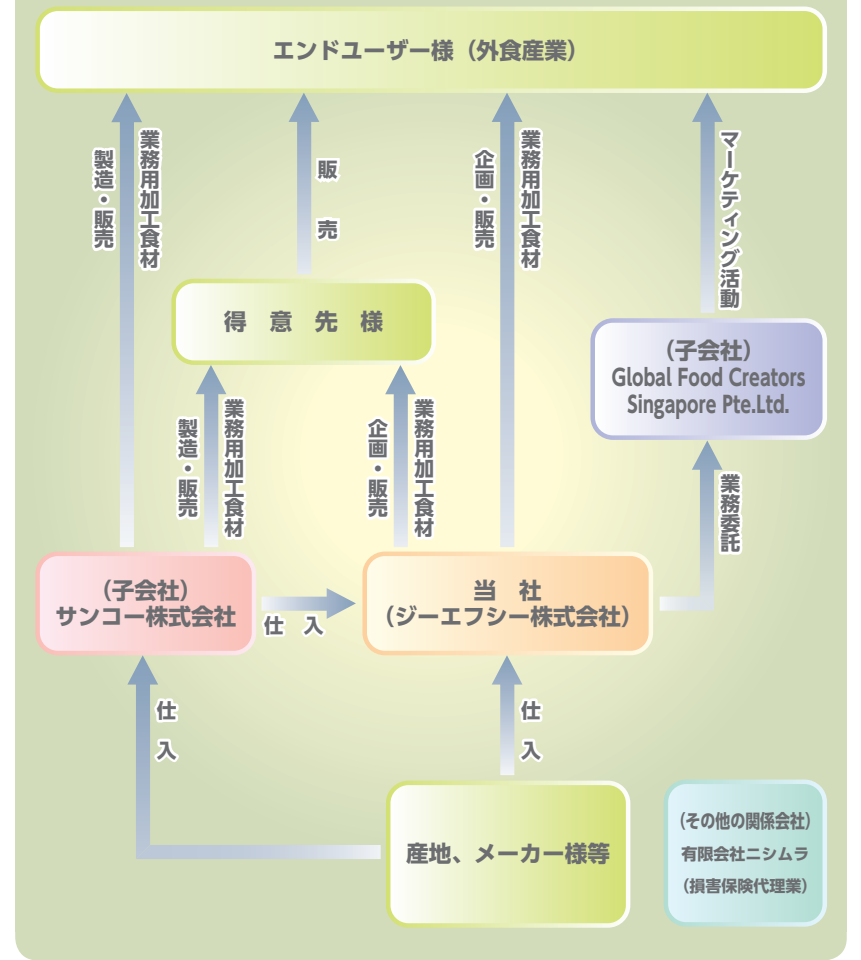 エンドユーザー様（外食産業）
業務用加工食材
製造・販売
販　売
業務用加工食材
企画・販売
マーケティング活動
得　意　先　様
（子会社）
Global Food Creators
Singapore Pte.Ltd.
業務用加工食材
製造・販売
業務用加工食材
企画・販売
業務委託
（子会社）
サンコー株式会社
仕　入
当　社
（ジーエフシー株式会社）
仕　入
仕　入
産地、メーカー様等
（その他の関係会社）
有限会社ニシムラ
（損害保険代理業）